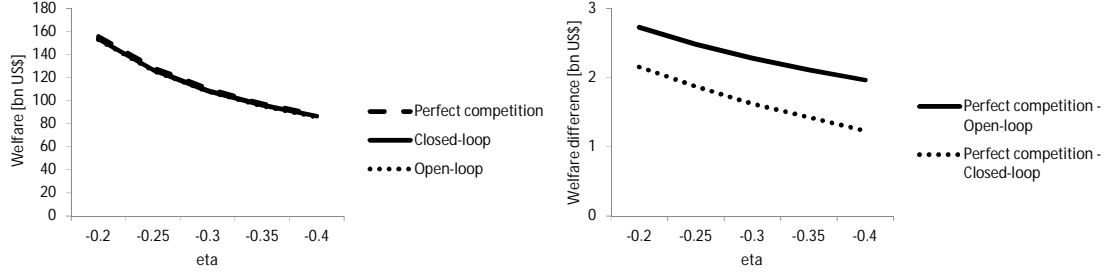 180
160
140
120
100
80
60
40
20
0
Welfare [bn US$]
-0.2 -0.25 -0.3 -0.35 -0.4
eta
Perfect competition
Closed-loop
Open-loop
3
2
1
0
Welfare difference [bn US$]
-0.2 -0.25 -0.3 -0.35 -0.4
eta
Perfect competition -
Open-loop
Perfect competition -
Closed-loop